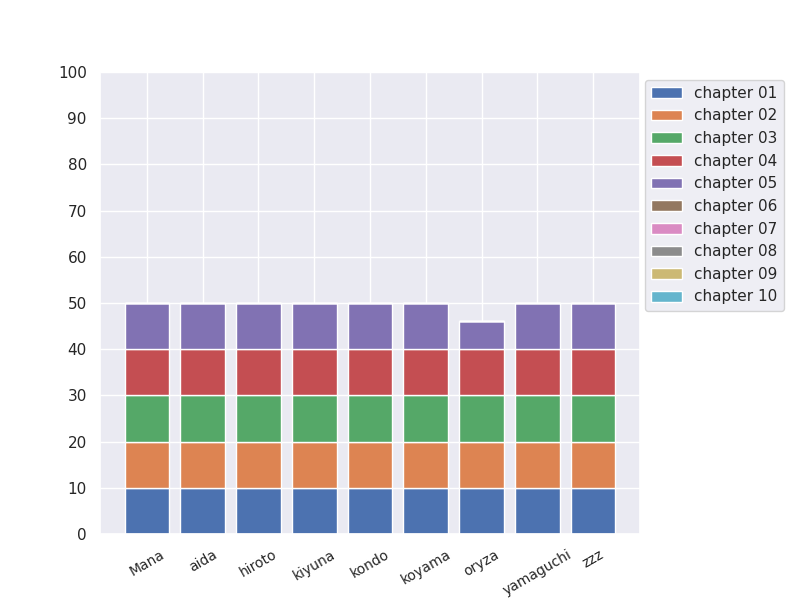 100
90
80
70
60
50
40
30
20
10
0
Mana
aida
hiroto
kiyuna
kondo
koyama
oryza
yamaguchi
zzz
chapter 01
chapter 02
chapter 03
chapter 04
chapter 05
chapter 06
chapter 07
chapter 08
chapter 09
chapter 10